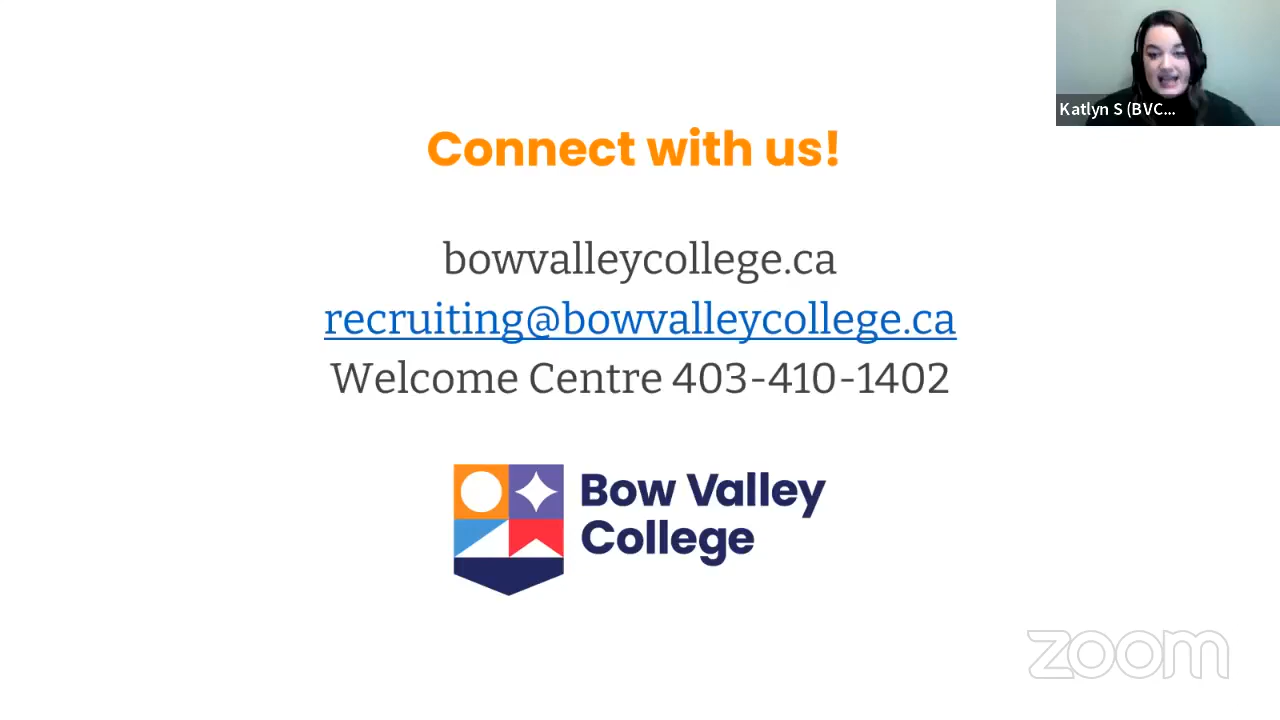 Katlyn S (BVC...
Connect with us!
bowvalleycollege.ca
recruiting@bowvalleycollege.ca
Welcome Centre 403-410-1402
Bow Valley
College
zoom